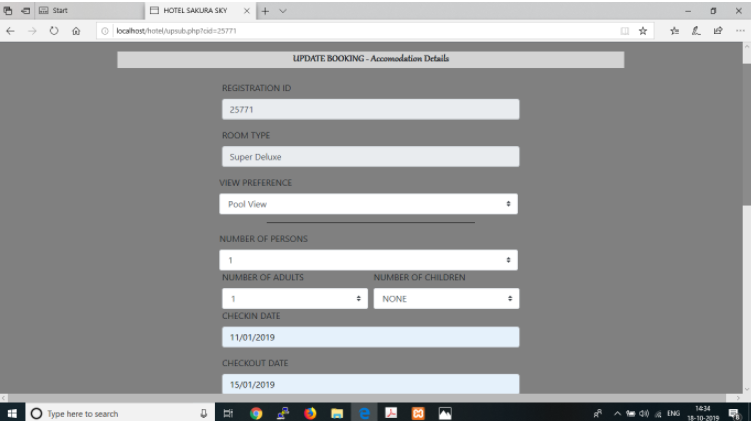 Start
HOTEL SAKURA SKY
localhost/hotel/upsub.php?cid=25771
UPDATE BOOKING - Accomodation Details
REGISTRATION ID
25771
ROOM TYPE
Super Deluxe
VIEW PREFERENCE
Pool View
NUMBER OF PERSONS
1
NUMBER OF ADULTS NUMBER OF CHILDREN
1 NONE
CHECKIN DATE
11/01/2019
CHECKOUT DATE
15/01/2019
Type here to search
ENG
14:34
18-10-2019